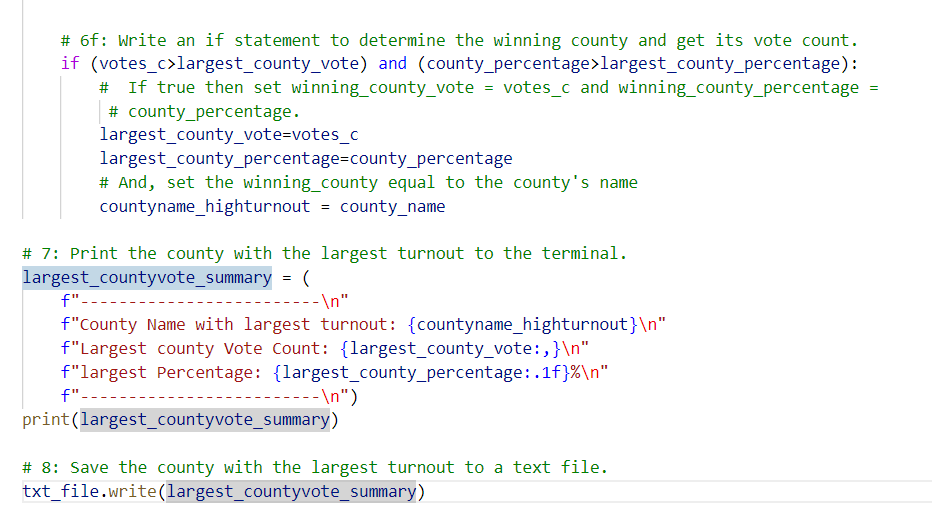 # 6f: Write an if statement to determine the winning county and get its vote count.
if (votes_c>largest_county_vote) and (county_percentage>largest_county_percentage):
#  If true then set winning_county_vote = votes_c and winning_county_percentage =
# county_percentage.
largest_county_vote=votes_c
largest_county_percentage=county_percentage
# And, set the winning_county equal to the county's name
countyname_highturnout = county_name
# 7: Print the county with the largest turnout to the terminal.
largest_countyvote_summary = (
f"-------------------------\n"
f"County Name with largest turnout: {countyname_highturnout}\n"
f"Largest county Vote Count: {largest_county_vote:,}\n"
f"largest Percentage: {largest_county_percentage:.1f}%\n"
f"-------------------------\n")
print(largest_countyvote_summary)
# 8: Save the county with the largest turnout to a text file.
txt_file.write(largest_countyvote_summary)